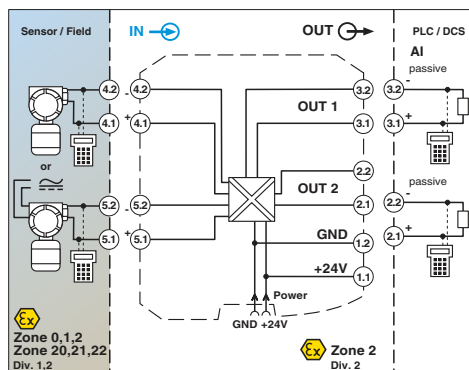 Sensor / Field
IN
OUT
PLC / DCS
AI
passive
4.2
-
4.2
3.2
3.2
-
OUT 1
4.1
+
4.1
3.1
3.1
+
or
2.2
passive
OUT 2
5.2
-
5.2
2.1
2.2
-
GND
5.1
+
5.1
1.2
2.1
+
+24V
1.1
Power
GND +24V
Ex
Zone 0,1,2
Zone 20,21,22
Div. 1,2
Ex
Zone 2
Div. 2